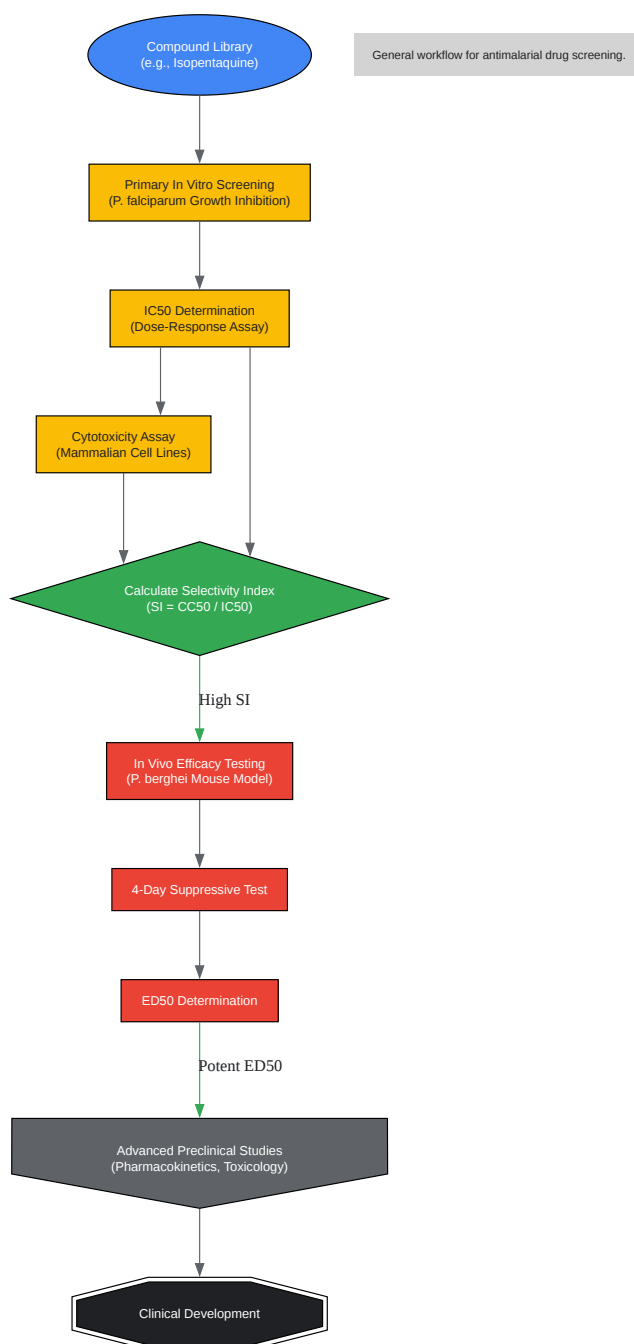 Compound Library
(e.g., Isopentaquine)
General workflow for antimalarial drug screening.
Primary In Vitro Screening
(P. falciparum Growth Inhibition)
IC50 Determination
(Dose-Response Assay)
Cytotoxicity Assay
(Mammalian Cell Lines)
Calculate Selectivity Index
(SI = CC50 / IC50)
High SI
In Vivo Efficacy Testing
(P. berghei Mouse Model)
4-Day Suppressive Test
ED50 Determination
Potent ED50
Advanced Preclinical Studies
(Pharmacokinetics, Toxicology)
Clinical Development